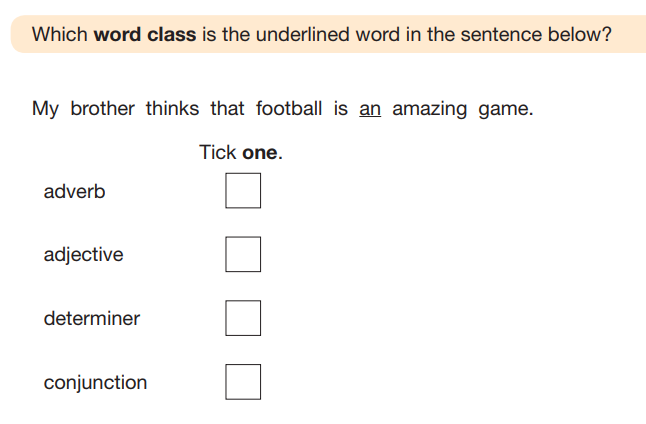 Which word class is the underlined word in the sentence below?
My brother thinks that football is an amazing game.
Tick one.
adverb
adjective
determiner
conjunction